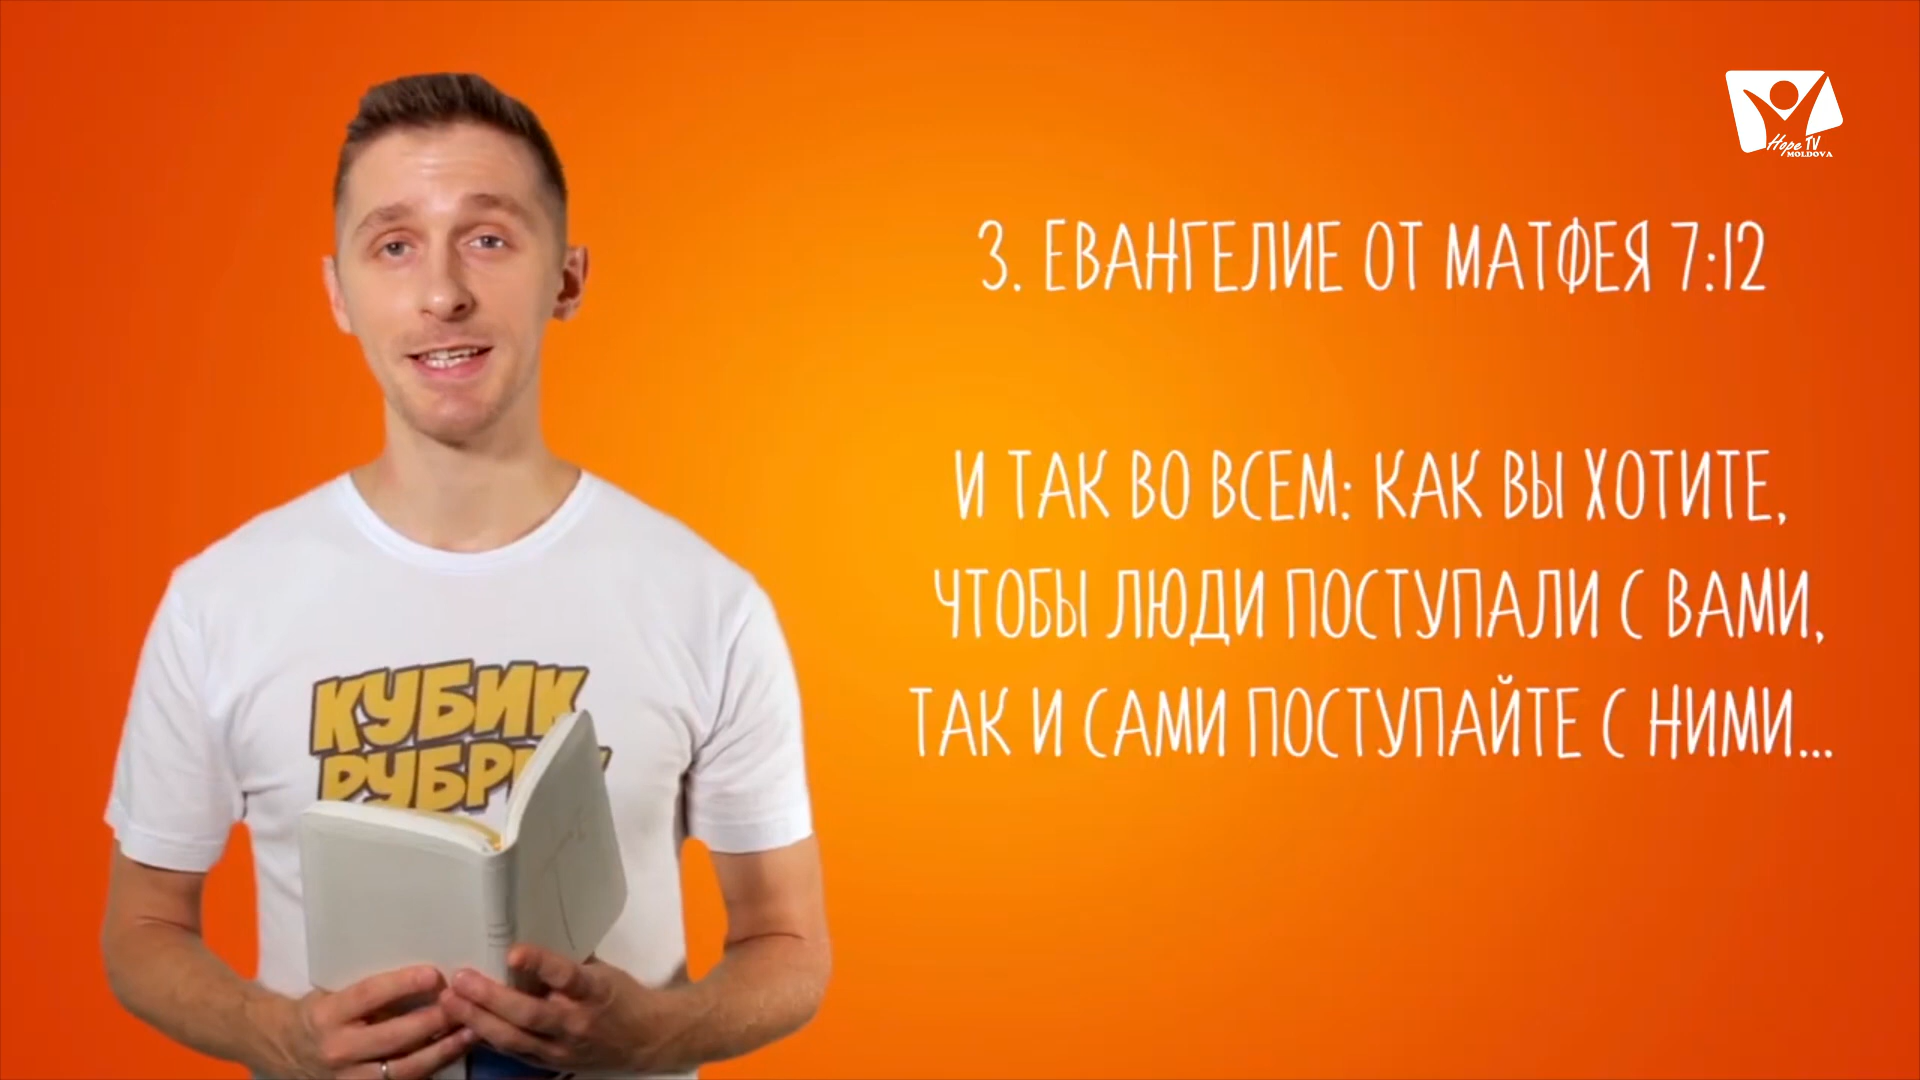 Hope TV
MOLDOVA
3. ЕВАНГЕЛИЕ ОТ МАТФЕЯ 7:12
И ТАК ВО ВСЕМ: КАК ВЫ ХОТИТЕ,
ЧТОБЫ ЛЮДИ ПОСТУПАЛИ С ВАМИ,
ТАК И САМИ ПОСТУПАЙТЕ С НИМИ...
КУБИК